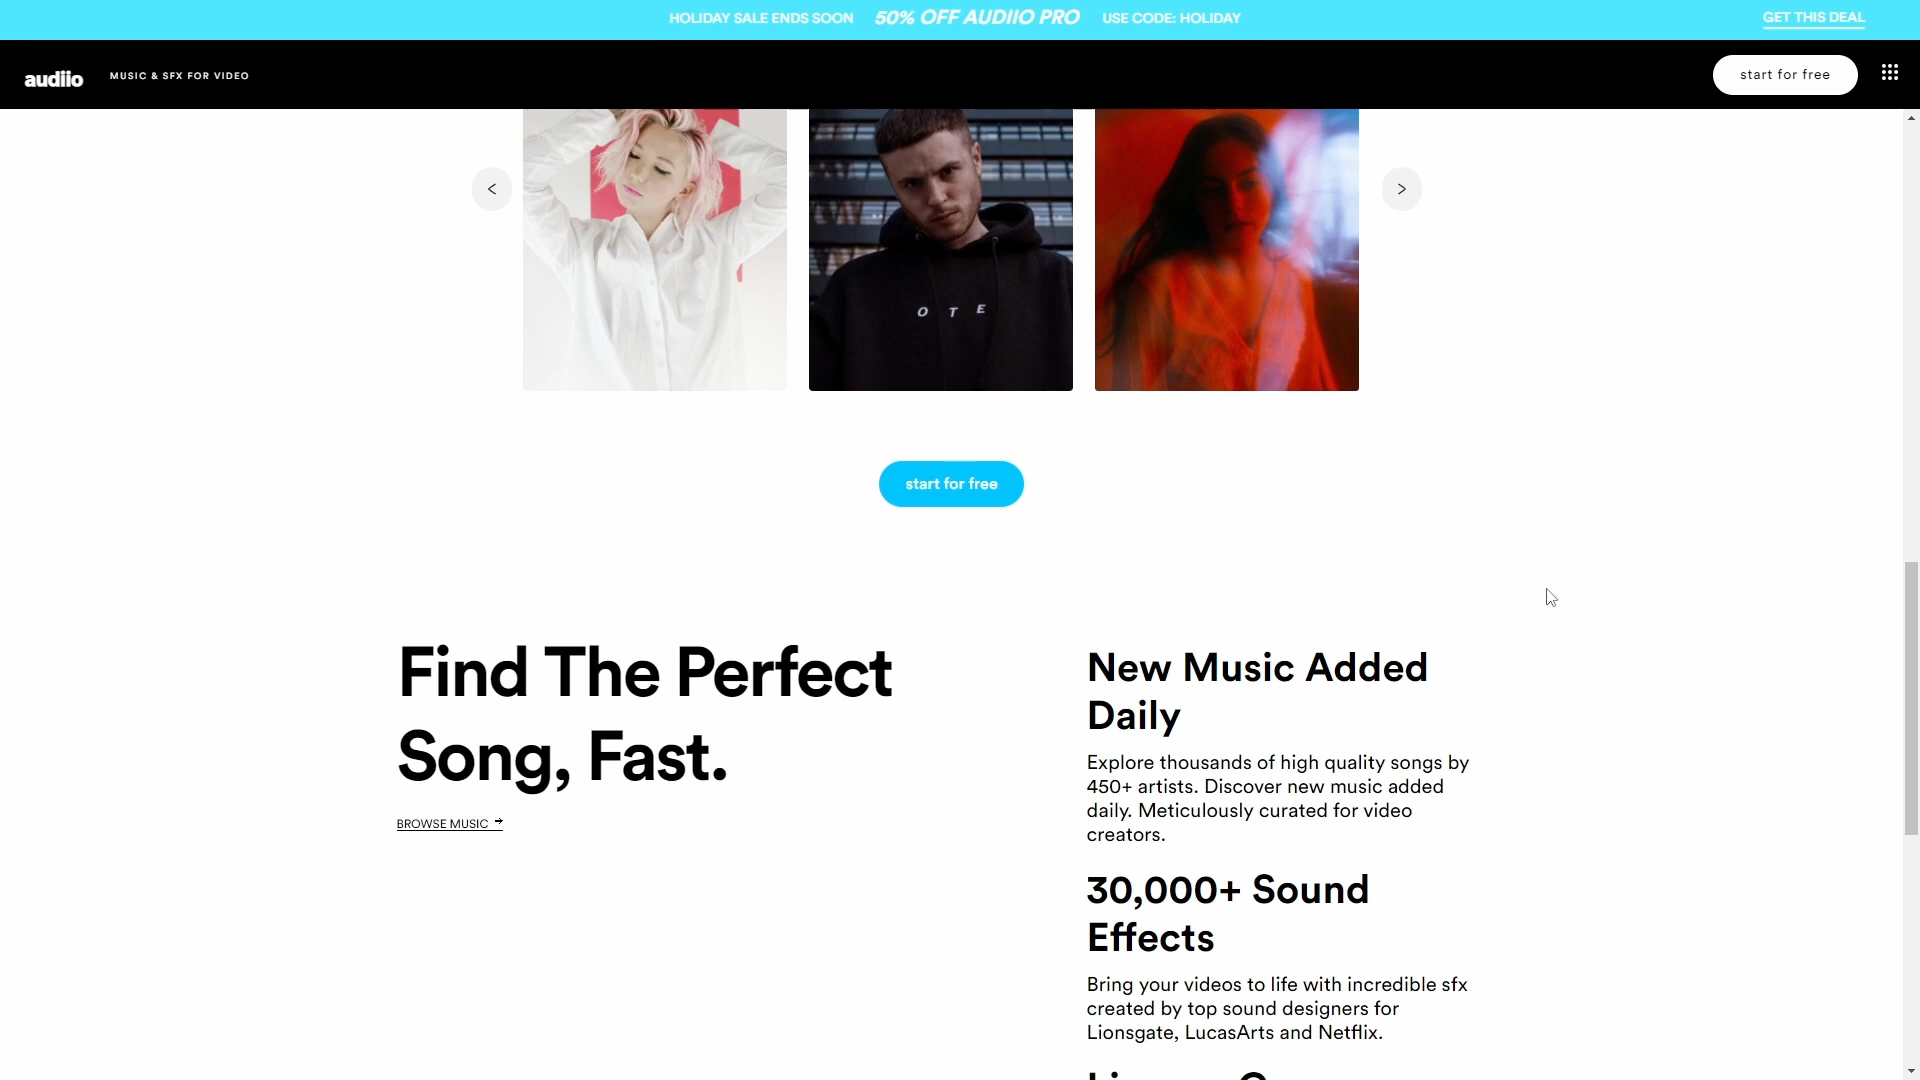 HOLIDAY SALE ENDS SOON 50% OFF AUDIIO PRO USE CODE: HOLIDAY GET THIS DEAL
audiio MUSIC & SFX FOR VIDEO start for free
< >
O T E
start for free
Find The Perfect
Song, Fast.
BROWSE MUSIC →
New Music Added
Daily
Explore thousands of high quality songs by
450+ artists. Discover new music added
daily. Meticulously curated for video
creators.
30,000+ Sound
Effects
Bring your videos to life with incredible sfx
created by top sound designers for
Lionsgate, LucasArts and Netflix.